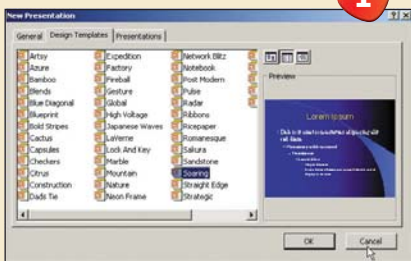 1
New Presentation
General Design Templates Presentations
Artsy Expedition Network Blitz
Azure Factory Notebook
Bamboo Fireball Post Modern
Blends Gesture Pulse
Blue Diagonal Global Radar
Blueprint High Voltage Ribbons
Bold Stripes Japanese Waves Ricepaper
Cactus LaVerne Romanesque
Capsules Lock And Key Sakura
Checkers Marble Sandstone
Citrus Mountain Soaring
Construction Nature Straight Edge
Dads Tie Neon Frame Strategic
Preview
Lorem Ipsum
OK Cancel